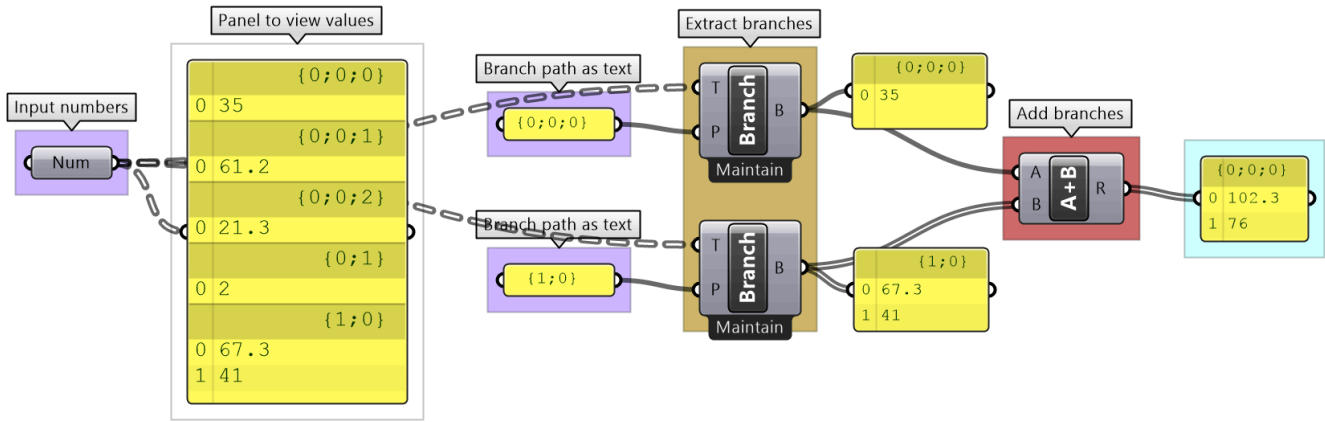 Input numbers
Num
Panel to view values
{0;0;0}
0 35
{0;0;1}
0 61.2
{0;0;2}
0 21.3
{0;1}
0 2
{1;0}
0 67.3
1 41
Branch path as text
{0;0;0}
Branch path as text
{1;0}
Extract branches
T
P
Branch
B
Maintain
T
P
Branch
B
Maintain
{0;0;0}
0 35
{1;0}
0 67.3
1 41
Add branches
A
B
A+B
R
{0;0;0}
0 102.3
1 76